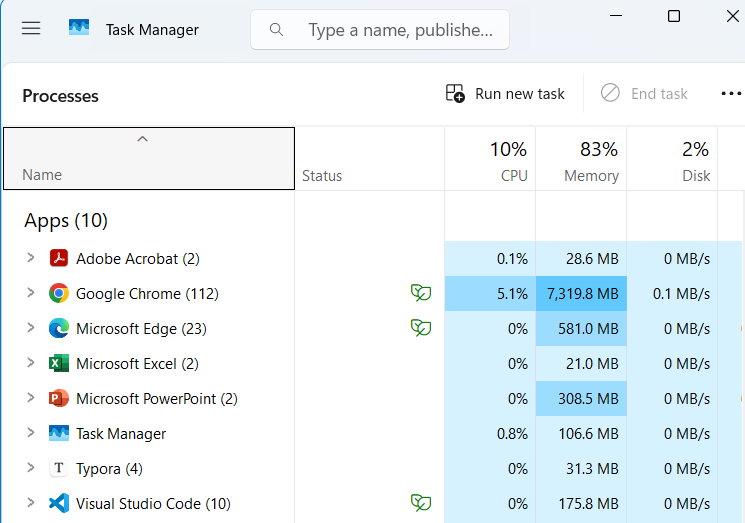 Task Manager
Type a name, publishe...
Processes
Run new task
End task
Name
Status
10%
CPU
83%
Memory
2%
Disk
Apps (10)
Adobe Acrobat (2) 0.1% 28.6 MB 0 MB/s
Google Chrome (112) 5.1% 7,319.8 MB 0.1 MB/s
Microsoft Edge (23) 0% 581.0 MB 0 MB/s
Microsoft Excel (2) 0% 21.0 MB 0 MB/s
Microsoft PowerPoint (2) 0% 308.5 MB 0 MB/s
Task Manager 0.8% 106.6 MB 0 MB/s
T Typora (4) 0% 31.3 MB 0 MB/s
Visual Studio Code (10) 0% 175.8 MB 0 MB/s